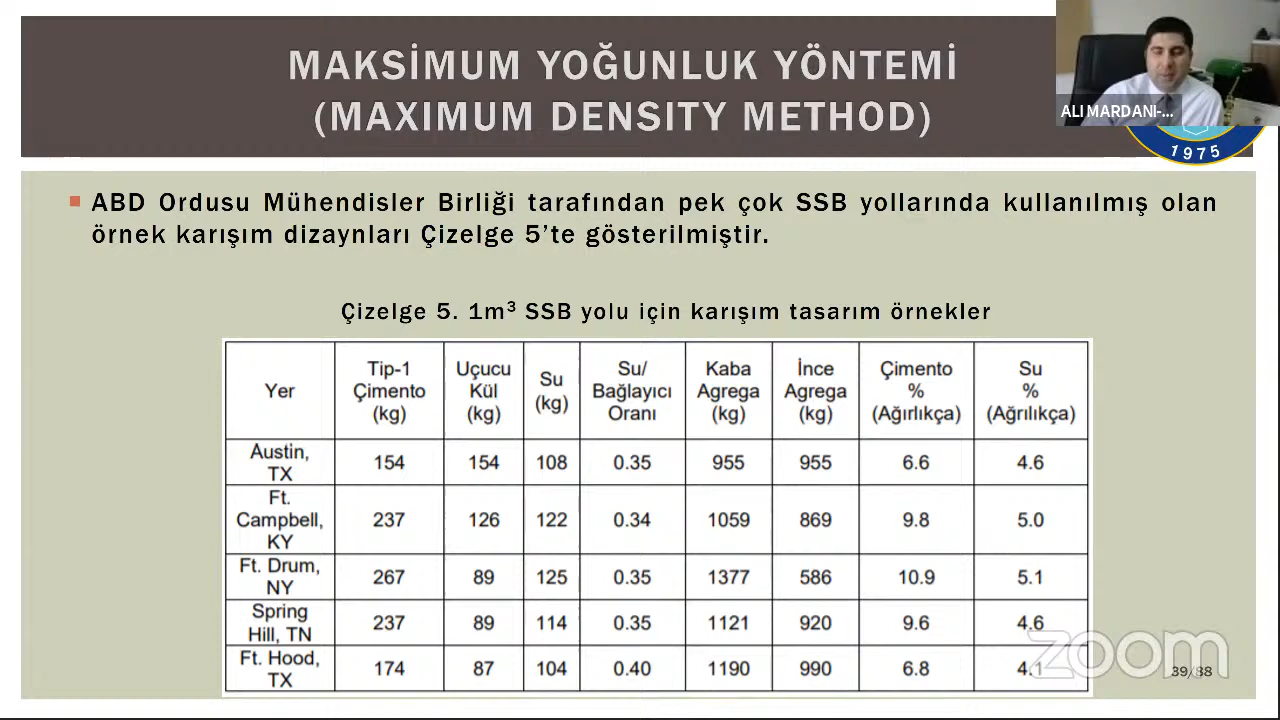 MAKSİMUM YOĞUNLUK YÖNTEMİ
(MAXIMUM DENSITY METHOD)
ALI MARDANI-...
1975
ABD Ordusu Mühendisler Birliği tarafından pek çok SSB yollarında kullanılmış olan
örnek karışım dizaynları Çizelge 5’te gösterilmiştir.
Çizelge 5. 1m³ SSB yolu için karışım tasarım örnekler
Yer | Tip-1 Çimento (kg) | Uçucu Kül (kg) | Su (kg) | Su/ Bağlayıcı Oranı | Kaba Agrega (kg) | İnce Agrega (kg) | Çimento % (Ağırlıkça) | Su % (Ağrılıkça)
Austin, TX | 154 | 154 | 108 | 0.35 | 955 | 955 | 6.6 | 4.6
Ft. Campbell, KY | 237 | 126 | 122 | 0.34 | 1059 | 869 | 9.8 | 5.0
Ft. Drum, NY | 267 | 89 | 125 | 0.35 | 1377 | 586 | 10.9 | 5.1
Spring Hill, TN | 237 | 89 | 114 | 0.35 | 1121 | 920 | 9.6 | 4.6
Ft. Hood, TX | 174 | 87 | 104 | 0.40 | 1190 | 990 | 6.8 | 4.1
zoom
39/88